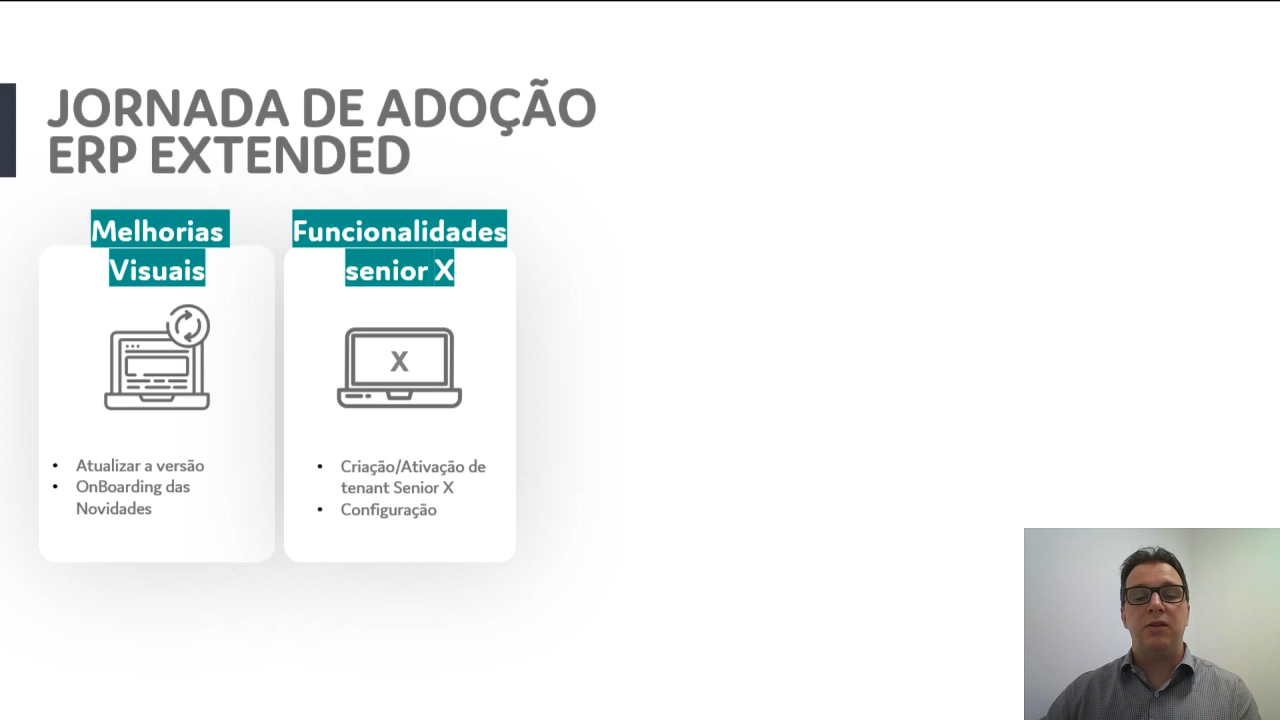 JORNADA DE ADOÇÃO
ERP EXTENDED
Melhorias
Visuais
• Atualizar a versão
• OnBoarding das
Novidades
Funcionalidades
senior X
X
• Criação/Ativação de
tenant Senior X
• Configuração